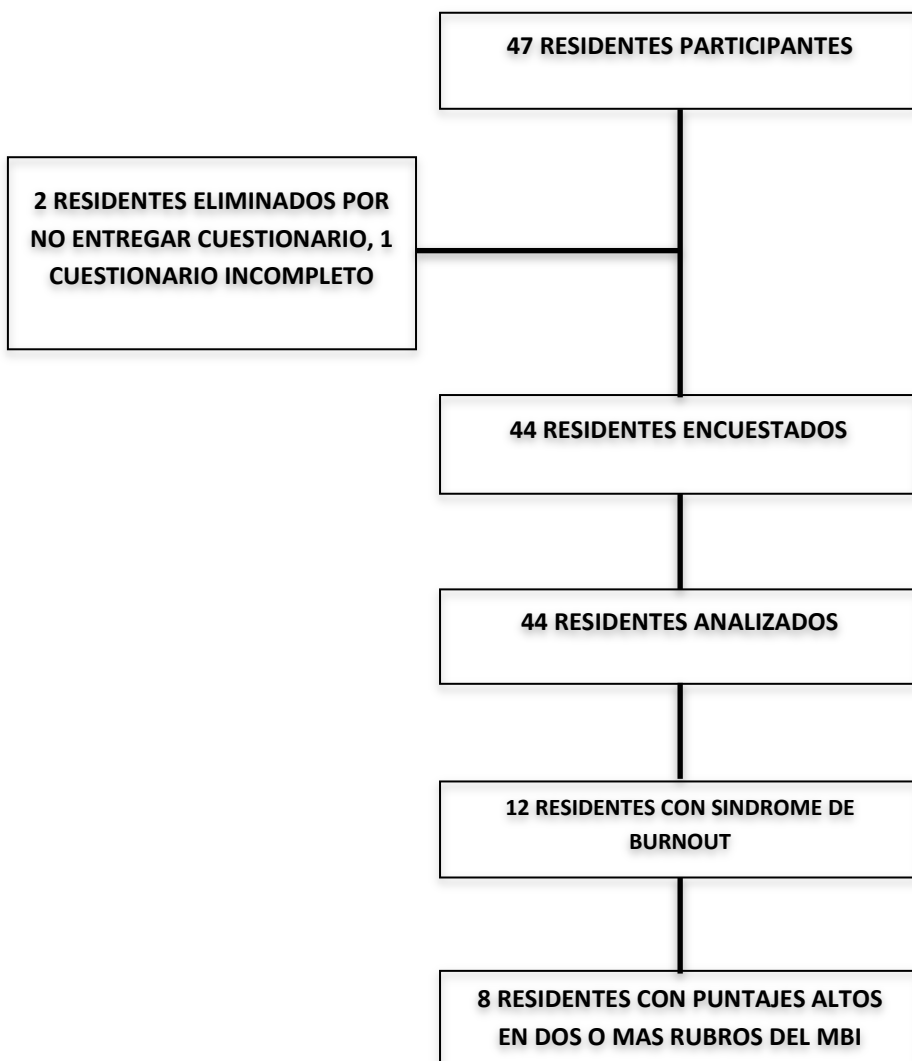 47 RESIDENTES PARTICIPANTES
2 RESIDENTES ELIMINADOS POR
NO ENTREGAR CUESTIONARIO, 1
CUESTIONARIO INCOMPLETO
44 RESIDENTES ENCUESTADOS
44 RESIDENTES ANALIZADOS
12 RESIDENTES CON SINDROME DE
BURNOUT
8 RESIDENTES CON PUNTAJES ALTOS
EN DOS O MAS RUBROS DEL MBI